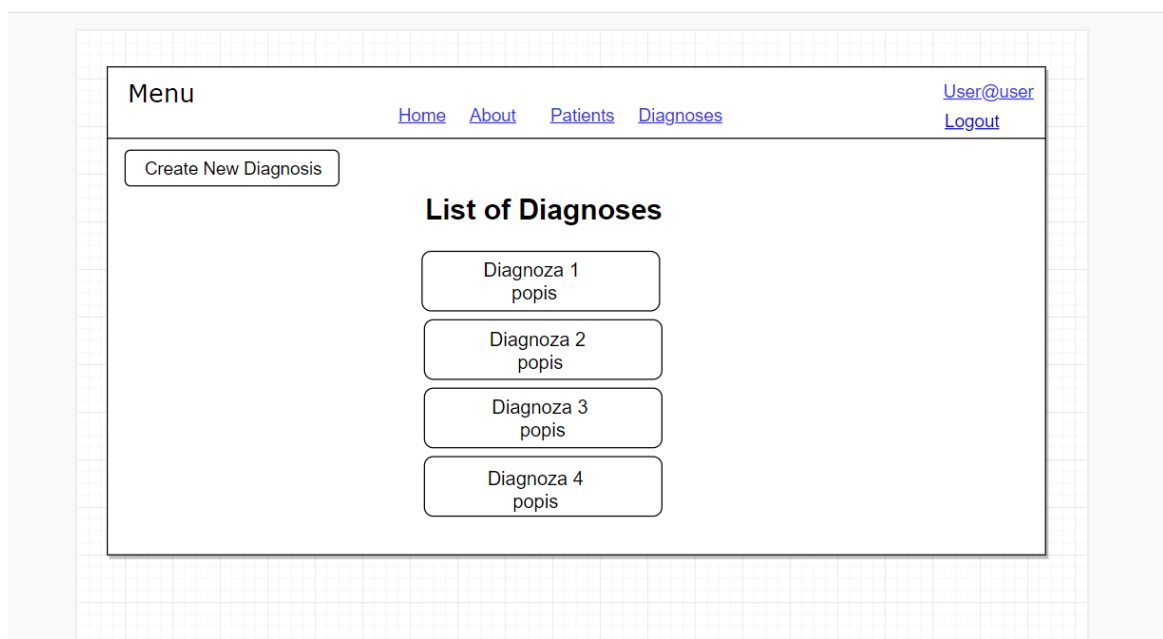 Menu
Home About Patients Diagnoses
User@user
Logout
Create New Diagnosis
List of Diagnoses
Diagnoza 1
popis
Diagnoza 2
popis
Diagnoza 3
popis
Diagnoza 4
popis